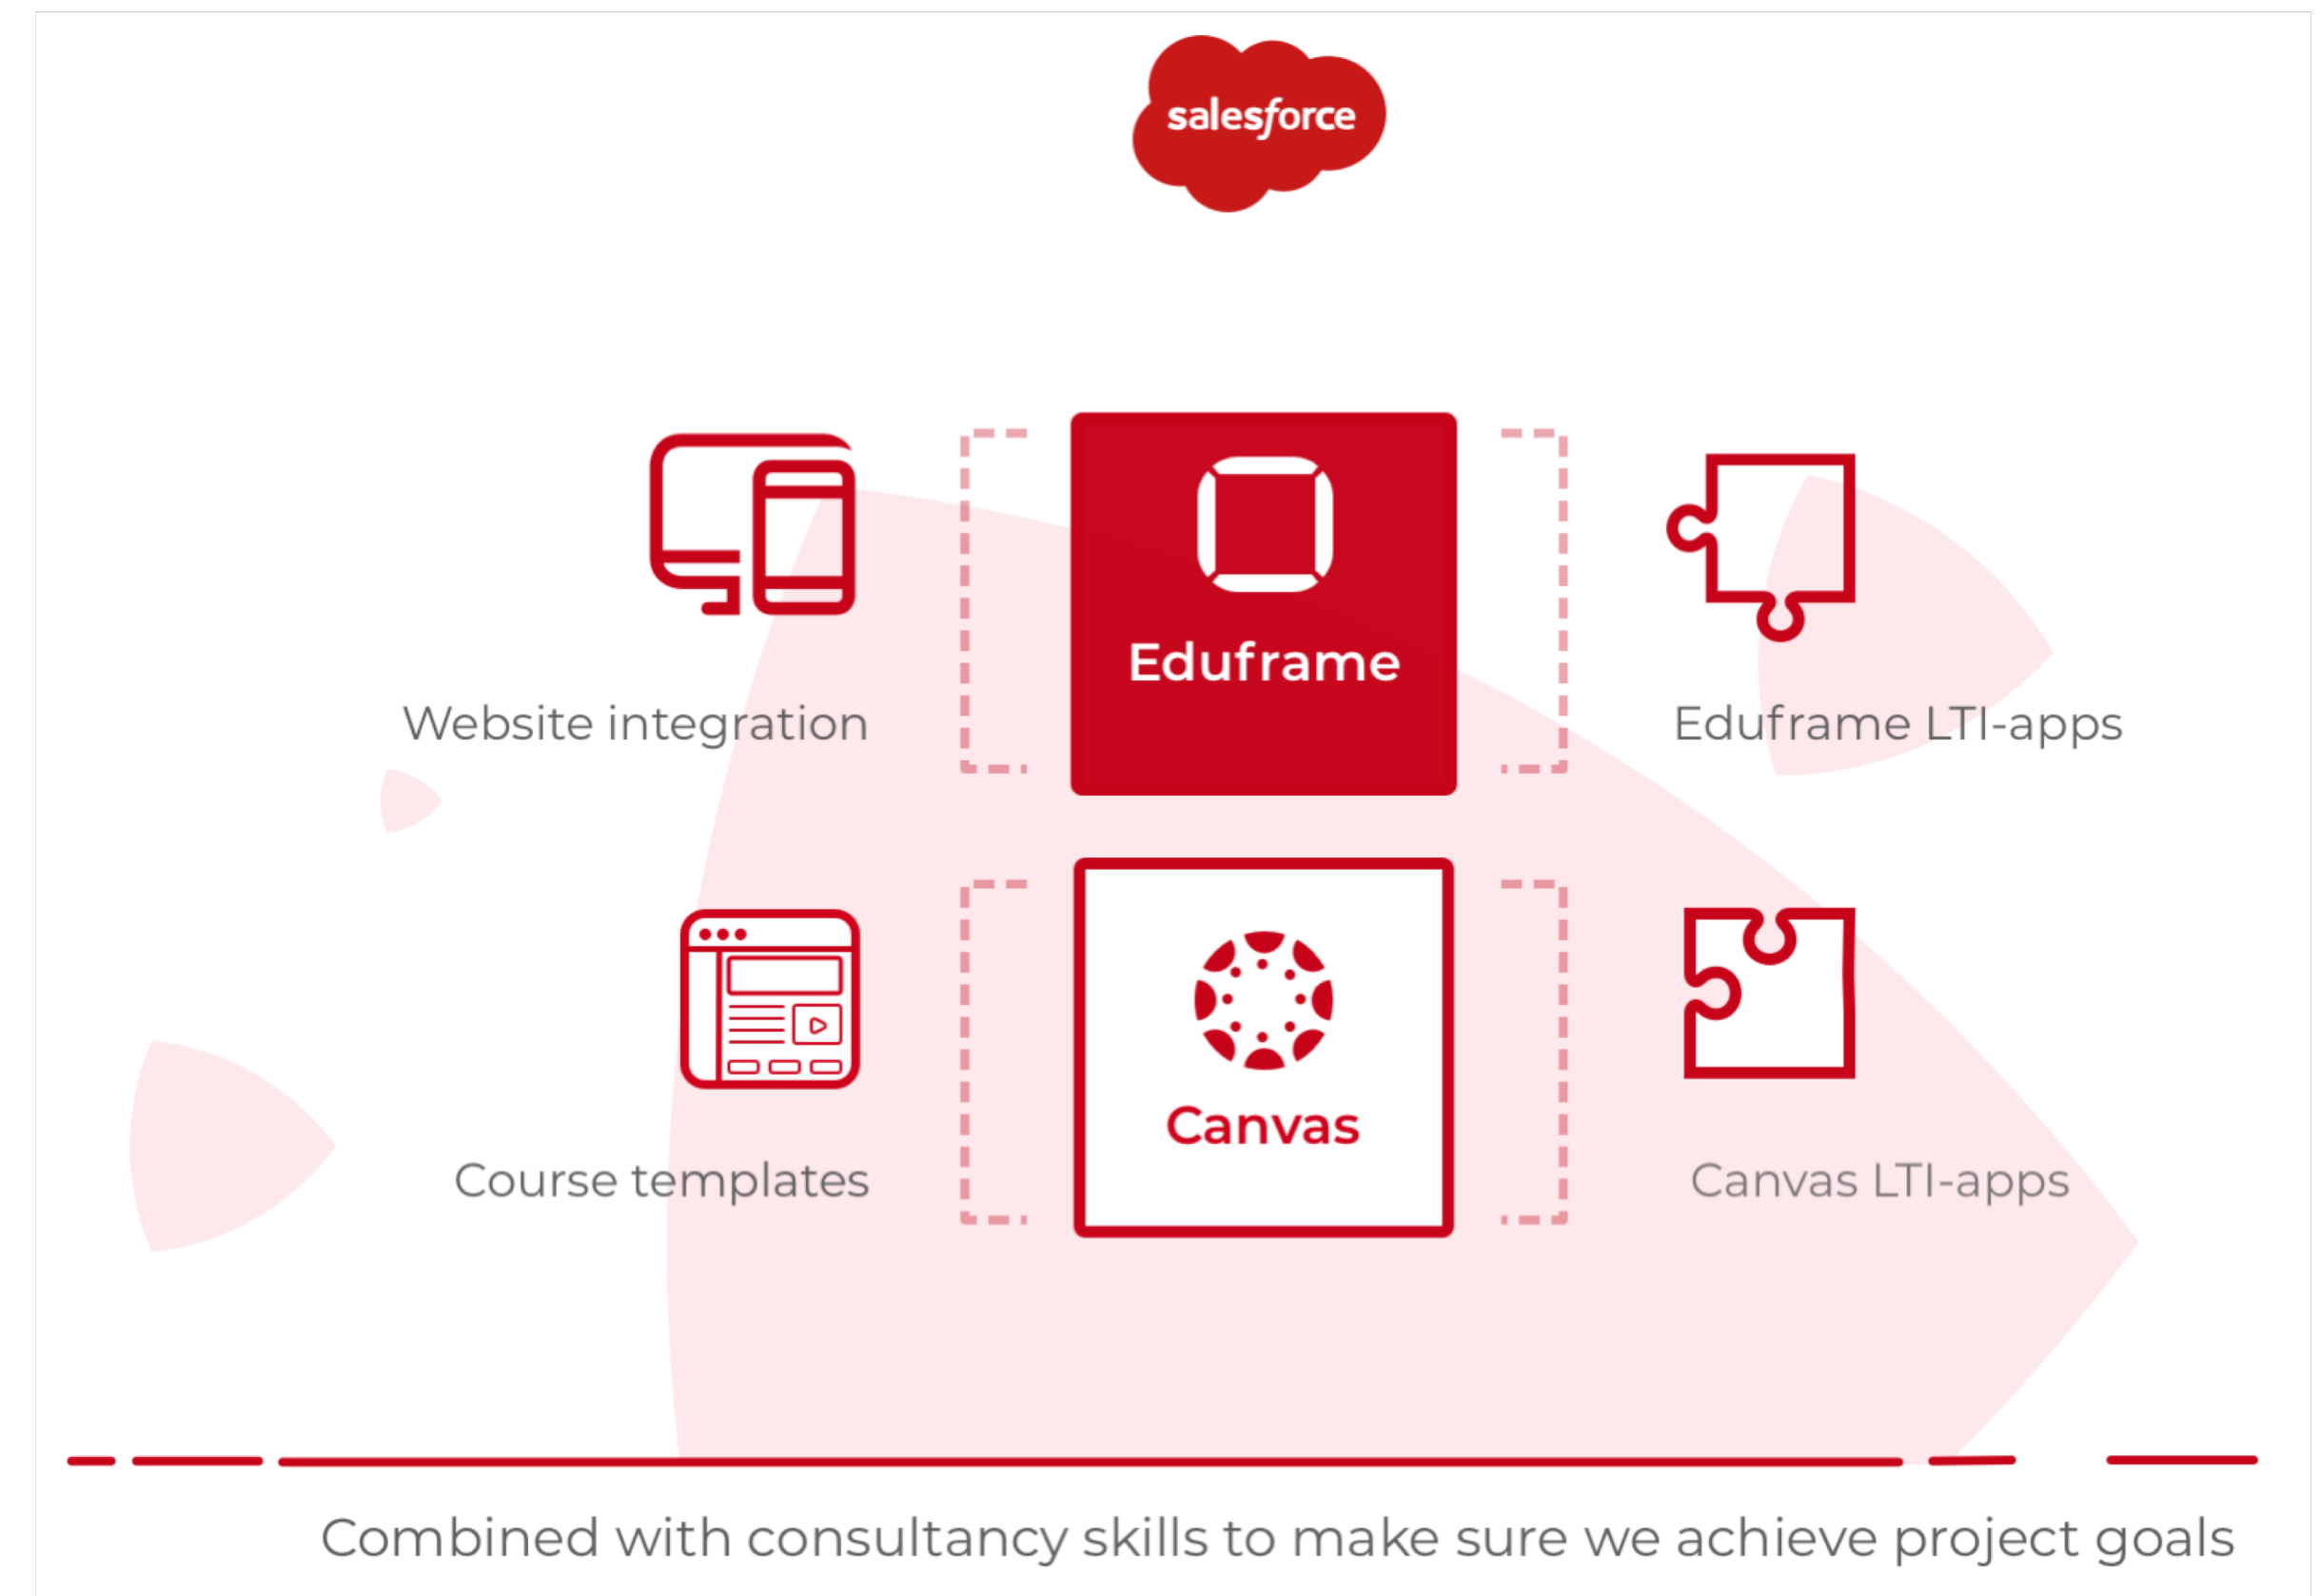 salesforce
Eduframe
Website integration
Eduframe LTI-apps
Canvas
Course templates
Canvas LTI-apps
Combined with consultancy skills to make sure we achieve project goals